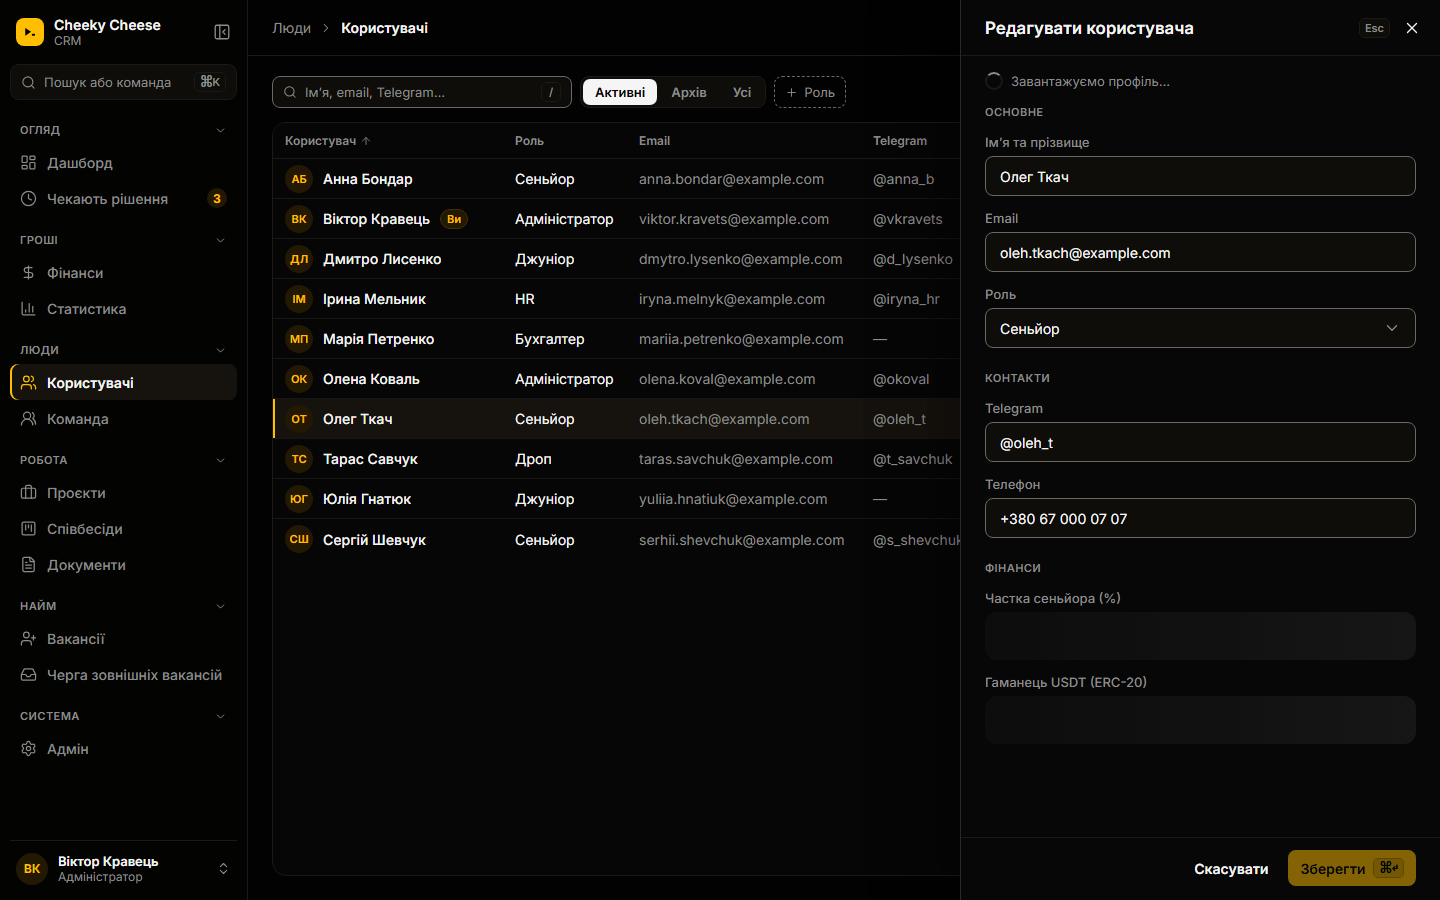 Cheeky Cheese
CRM
Пошук або команда
⌘K
ОГЛЯД
Дашборд
Чекають рішення
3
ГРОШІ
Фінанси
Статистика
ЛЮДИ
Користувачі
Команда
РОБОТА
Проєкти
Співбесіди
Документи
НАЙМ
Вакансії
Черга зовнішніх вакансій
СИСТЕМА
Адмін
ВК
Віктор Кравець
Адміністратор
Люди > Користувачі
Ім'я, email, Telegram...
/
Активні Архів Усі
+ Роль
Користувач ↑ Роль Email Telegram
АБ Анна Бондар Сеньйор anna.bondar@example.com @anna_b
ВК Віктор Кравець Ви Адміністратор viktor.kravets@example.com @vkravets
ДЛ Дмитро Лисенко Джуніор dmytro.lysenko@example.com @d_lysenko
ІМ Ірина Мельник HR iryna.melnyk@example.com @iryna_hr
МП Марія Петренко Бухгалтер mariia.petrenko@example.com —
ОК Олена Коваль Адміністратор olena.koval@example.com @okoval
ОТ Олег Ткач Сеньйор oleh.tkach@example.com @oleh_t
ТС Тарас Савчук Дроп taras.savchuk@example.com @t_savchuk
ЮГ Юлія Гнатюк Джуніор yuliia.hnatiuk@example.com —
СШ Сергій Шевчук Сеньйор serhii.shevchuk@example.com @s_shevchuk
Редагувати користувача
Esc
Завантажуємо профіль...
ОСНОВНЕ
Ім'я та прізвище
Олег Ткач
Email
oleh.tkach@example.com
Роль
Сеньйор
КОНТАКТИ
Telegram
@oleh_t
Телефон
+380 67 000 07 07
ФІНАНСИ
Частка сеньйора (%)
Гаманець USDT (ERC-20)
Скасувати
Зберегти ⌘↵